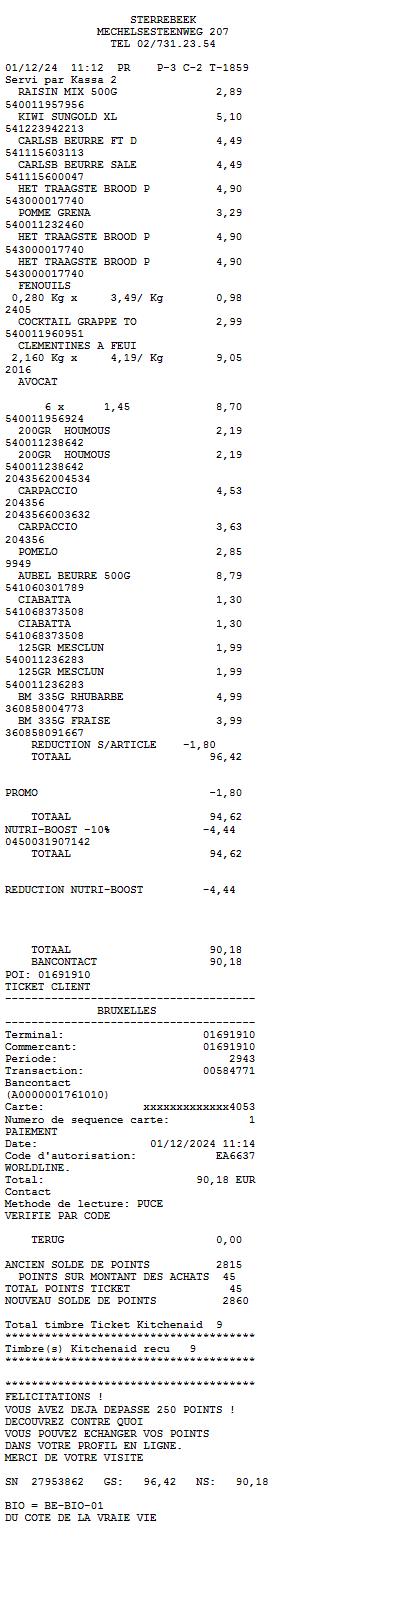 STERREBEEK
MECHELSESTEENWEG 207
TEL 02/731.23.54
01/12/24 11:12 PR P-3 C-2 T-1859
Servi par Kassa 2
RAISIN MIX 500G 2,89
540011957956
KIWI SUNGOLD XL 5,10
541223942213
CARLSB BEURRE FT D 4,49
541115603113
CARLSB BEURRE SALE 4,49
541115600047
HET TRAAGSTE BROOD P 4,90
543000017740
POMME GRENA 3,29
540011232460
HET TRAAGSTE BROOD P 4,90
543000017740
HET TRAAGSTE BROOD P 4,90
543000017740
FENOUILS
0,280 Kg x 3,49/ Kg 0,98
2405
COCKTAIL GRAPPE TO 2,99
540011960951
CLEMENTINES A FEUI
2,160 Kg x 4,19/ Kg 9,05
2016
AVOCAT
6 x 1,45 8,70
540011956924
200GR HOUMOUS 2,19
540011238642
200GR HOUMOUS 2,19
540011238642
2043562004534
CARPACCIO 4,53
204356
2043566003632
CARPACCIO 3,63
204356
POMELO 2,85
9949
AUBEL BEURRE 500G 8,79
541060301789
CIABATTA 1,30
541068373508
CIABATTA 1,30
541068373508
125GR MESCLUN 1,99
540011236283
125GR MESCLUN 1,99
540011236283
BM 335G RHUBARBE 4,99
360858004773
BM 335G FRAISE 3,99
360858091667
REDUCTION S/ARTICLE -1,80
TOTAAL 96,42
PROMO -1,80
TOTAAL 94,62
NUTRI-BOOST -10% -4,44
0450031907142
TOTAAL 94,62
REDUCTION NUTRI-BOOST -4,44
TOTAAL 90,18
BANCONTACT 90,18
POI: 01691910
TICKET CLIENT
--------------------------------------
BRUXELLES
--------------------------------------
Terminal: 01691910
Commercant: 01691910
Periode: 2943
Transaction: 00584771
Bancontact
(A0000001761010)
Carte: xxxxxxxxxxxxx4053
Numero de sequence carte: 1
PAIEMENT
Date: 01/12/2024 11:14
Code d'autorisation: EA6637
WORLDLINE.
Total: 90,18 EUR
Contact
Methode de lecture: PUCE
VERIFIE PAR CODE
TERUG 0,00
ANCIEN SOLDE DE POINTS 2815
POINTS SUR MONTANT DES ACHATS 45
TOTAL POINTS TICKET 45
NOUVEAU SOLDE DE POINTS 2860
Total timbre Ticket Kitchenaid 9
**************************************
Timbre(s) Kitchenaid recu 9
**************************************
**************************************
FELICITATIONS !
VOUS AVEZ DEJA DEPASSE 250 POINTS !
DECOUVREZ CONTRE QUOI
VOUS POUVEZ ECHANGER VOS POINTS
DANS VOTRE PROFIL EN LIGNE.
MERCI DE VOTRE VISITE
SN 27953862 GS: 96,42 NS: 90,18
BIO = BE-BIO-01
DU COTE DE LA VRAIE VIE